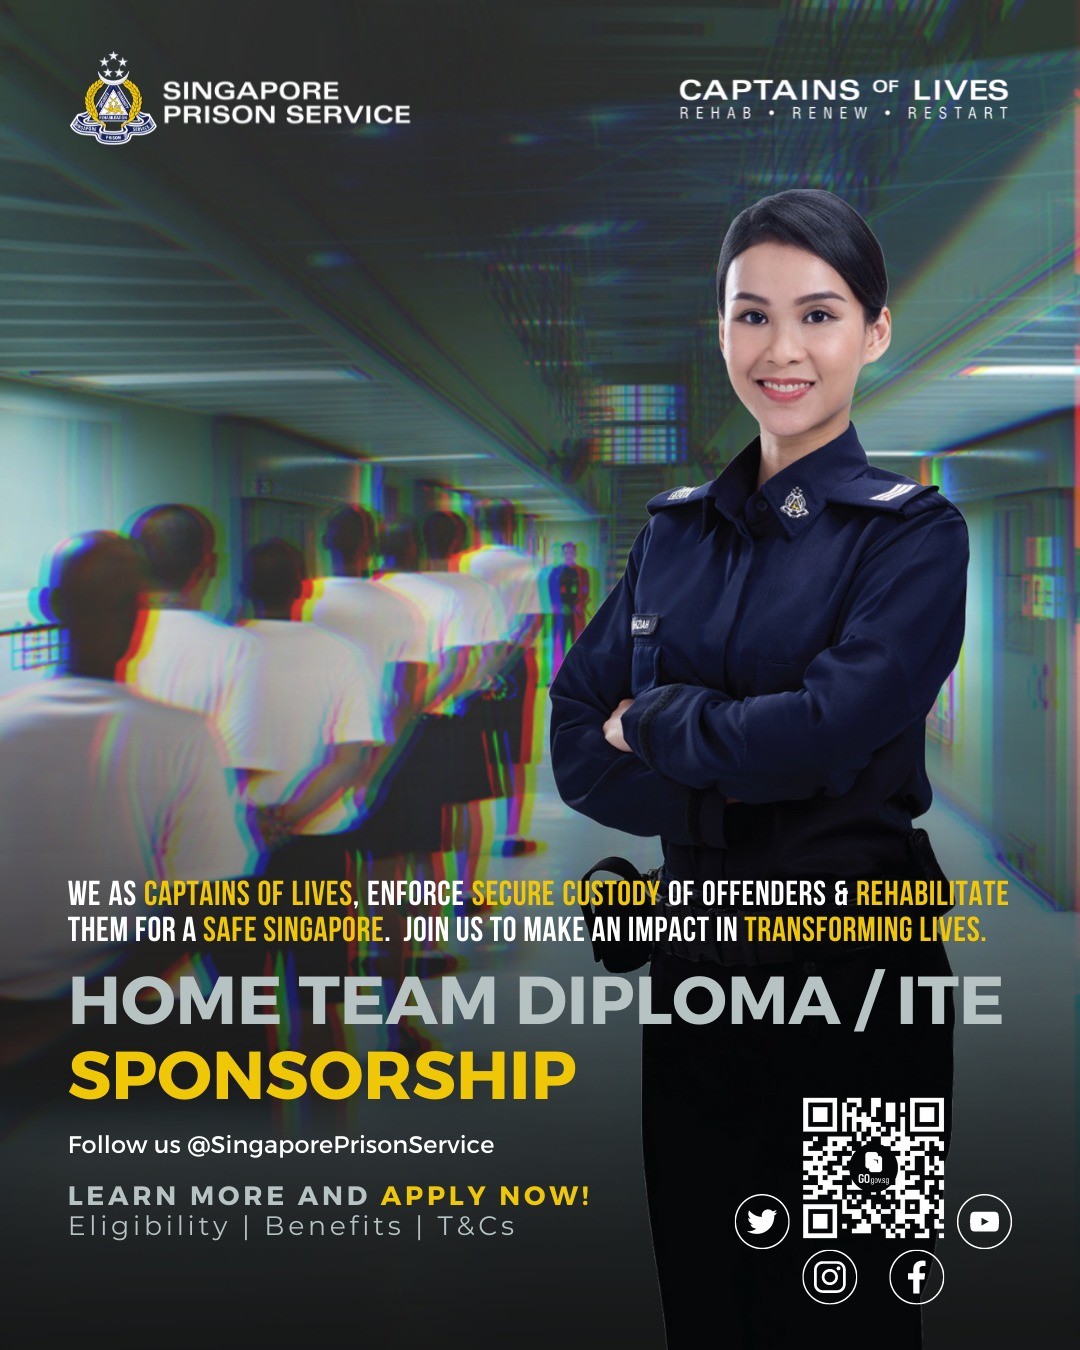 SINGAPORE
PRISON SERVICE
CAPTAINS OF LIVES
REHAB • RENEW • RESTART
WE AS CAPTAINS OF LIVES, ENFORCE SECURE CUSTODY OF OFFENDERS & REHABILITATE
THEM FOR A SAFE SINGAPORE. JOIN US TO MAKE AN IMPACT IN TRANSFORMING LIVES.
HOME TEAM DIPLOMA / ITE
SPONSORSHIP
Follow us @SingaporePrisonService
LEARN MORE AND APPLY NOW!
Eligibility | Benefits | T&Cs
GOgov.sg